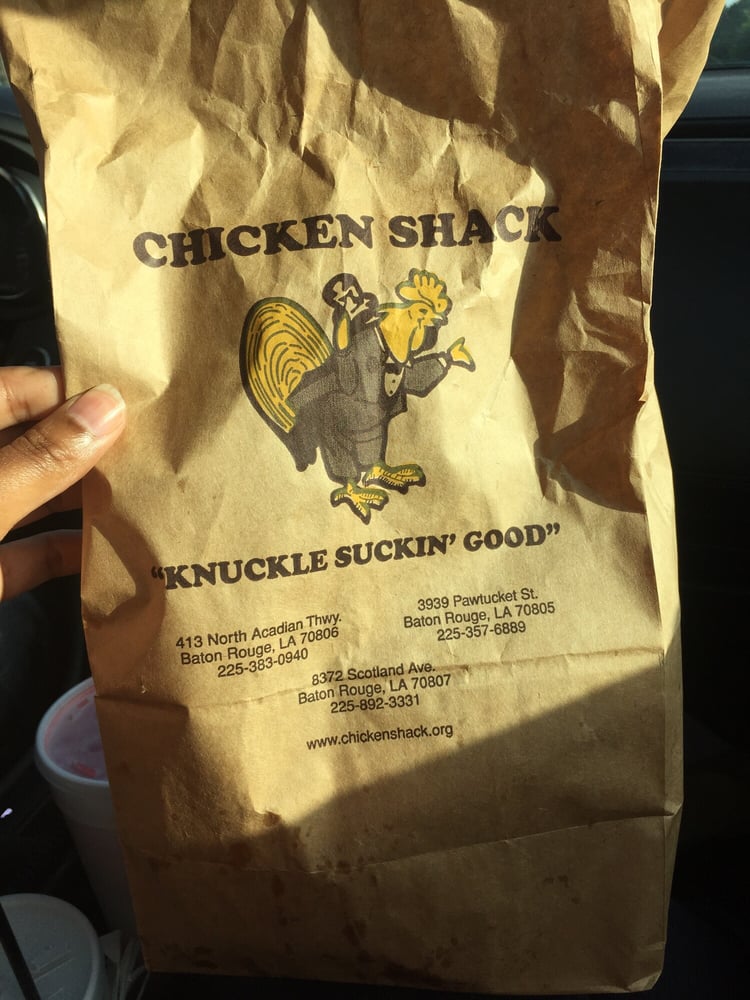 CHICKEN SHACK
"KNUCKLE SUCKIN' GOOD"
413 North Acadian Thwy.
Baton Rouge, LA 70806
225-383-0940
3939 Pawtucket St.
Baton Rouge, LA 70805
225-357-6889
8372 Scotland Ave.
Baton Rouge, LA 70807
225-892-3331
www.chickenshack.org